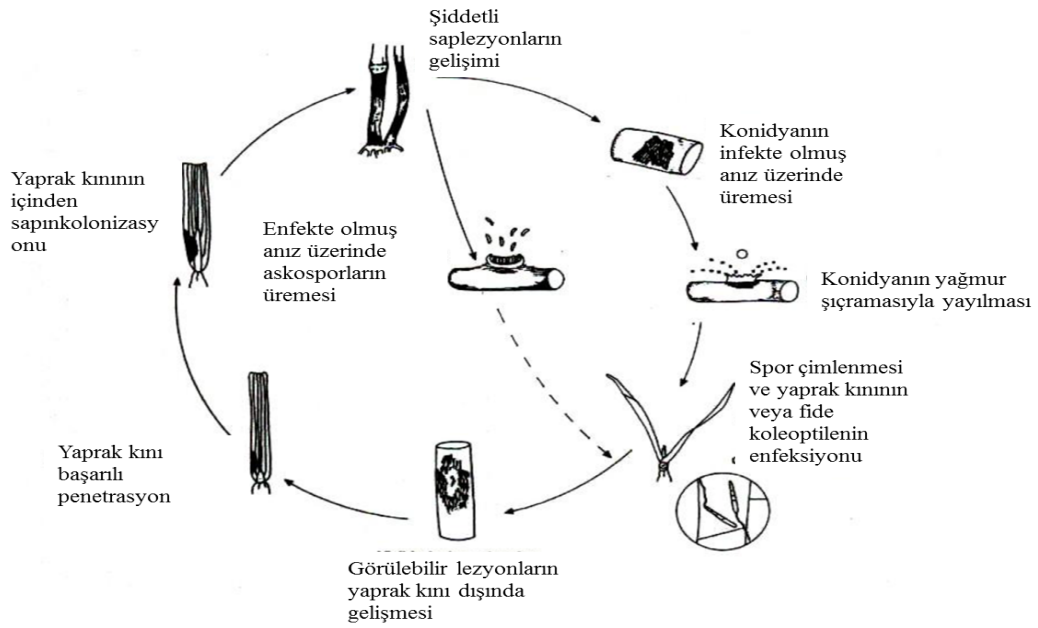 Şiddetli
saplezyonların
gelişimi
Konidyanın
infekte olmuş
anız üzerinde
üremesi
Konidyanın yağmur
şıçramasıyla yayılması
Spor çimlenmesi
ve yaprak kınının
veya fide
koleoptilenin
enfeksiyonu
Görülebilir lezyonların
yaprak kını dışında
gelişmesi
Yaprak kını
başarılı
penetrasyon
Yaprak kınının
içinden
sapınkolonizasy
onu
Enfekte olmuş
anız üzerinde
askosporların
üremesi